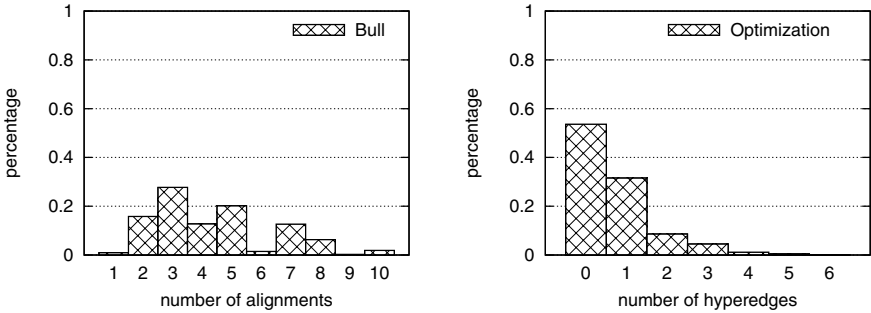 1
0.8
0.6
0.4
0.2
0
percentage
Bull
1 2 3 4 5 6 7 8 9 10
number of alignments
1
0.8
0.6
0.4
0.2
0
percentage
Optimization
0 1 2 3 4 5 6
number of hyperedges